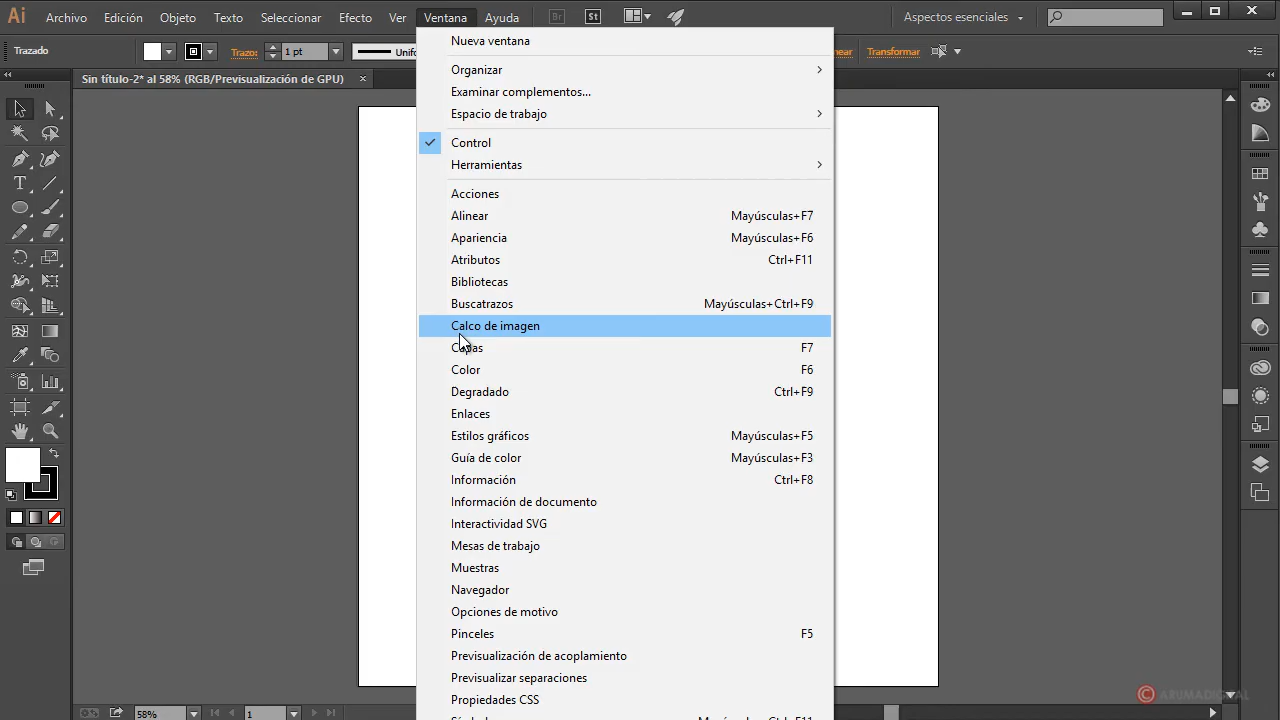 Ai Archivo Edición Objeto Texto Seleccionar Efecto Ver Ventana Ayuda Br St Aspectos esenciales
Trazado Trazo: 1 pt Transformar
Sin título-2* al 58% (RGB/Previsualización de GPU) ×
Nueva ventana
Organizar
Examinar complementos...
Espacio de trabajo
Control
Herramientas
Acciones
Alinear Mayúsculas+F7
Apariencia Mayúsculas+F6
Atributos Ctrl+F11
Bibliotecas
Buscatrazos Mayúsculas+Ctrl+F9
Calco de imagen
Capas F7
Color F6
Degradado Ctrl+F9
Enlaces
Estilos gráficos Mayúsculas+F5
Guía de color Mayúsculas+F3
Información Ctrl+F8
Información de documento
Interactividad SVG
Mesas de trabajo
Muestras
Navegador
Opciones de motivo
Pinceles F5
Previsualización de acoplamiento
Previsualizar separaciones
Propiedades CSS
58% 1
© ARUMADIGITAL